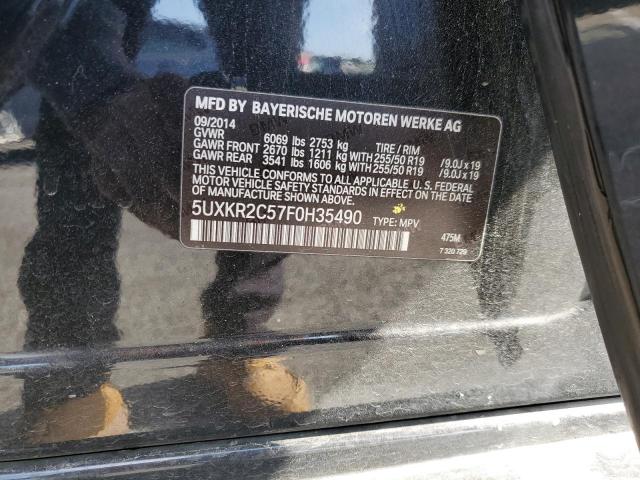 MFD BY BAYERISCHE MOTOREN WERKE AG
09/2014
GVWR 6069 lbs 2753 kg TIRE / RIM
GAWR FRONT 2670 lbs 1211 kg WITH 255/50 R19 /9.0J x 19
GAWR REAR 3541 lbs 1606 kg WITH 255/50 R19 /9.0J x 19
THIS VEHICLE CONFORMS TO ALL APPLICABLE U.S. FEDERAL
MOTOR VEHICLE SAFETY STANDARDS IN EFFECT
ON THE DATE OF MANUFACTURE SHOWN ABOVE.
5UXKR2C57F0H35490 TYPE: MPV
475M
7 320 729